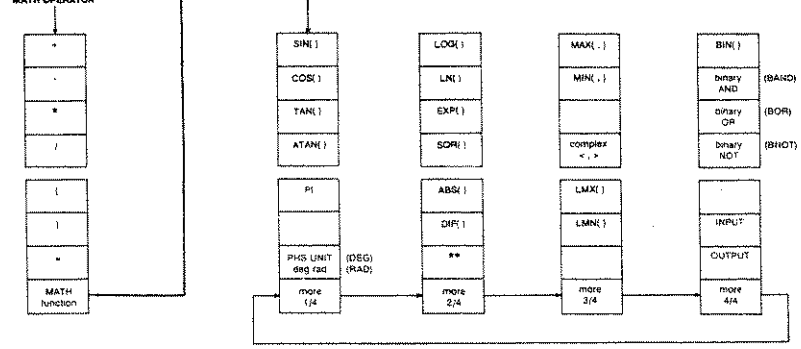 MATH OPERATOR
*
/
MATH
function
SIN( )
COS( )
TAN( )
ATAN( )
PI
PHS UNIT
deg rad
(DEG)
(RAD)
more
1/4
LOG( )
LN( )
EXP( )
SQR( )
ABS( )
DIF( )
**
more
2/4
MAX( , )
MIN( , )
complex
< , >
LMX( )
LMN( )
more
3/4
BIN( )
binary
AND
(BAND)
binary
OR
(BOR)
binary
NOT
(BNOT)
INPUT
OUTPUT
more
4/4